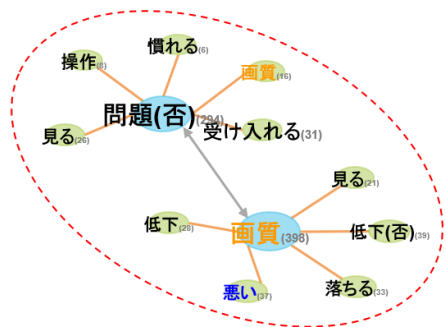 慣れる(6)
操作(8)
画質(16)
問題(否)(294)
受け入れる(31)
見る(26)
見る(21)
低下(28)
画質(398)
低下(否)(39)
悪い(37)
落ちる(33)